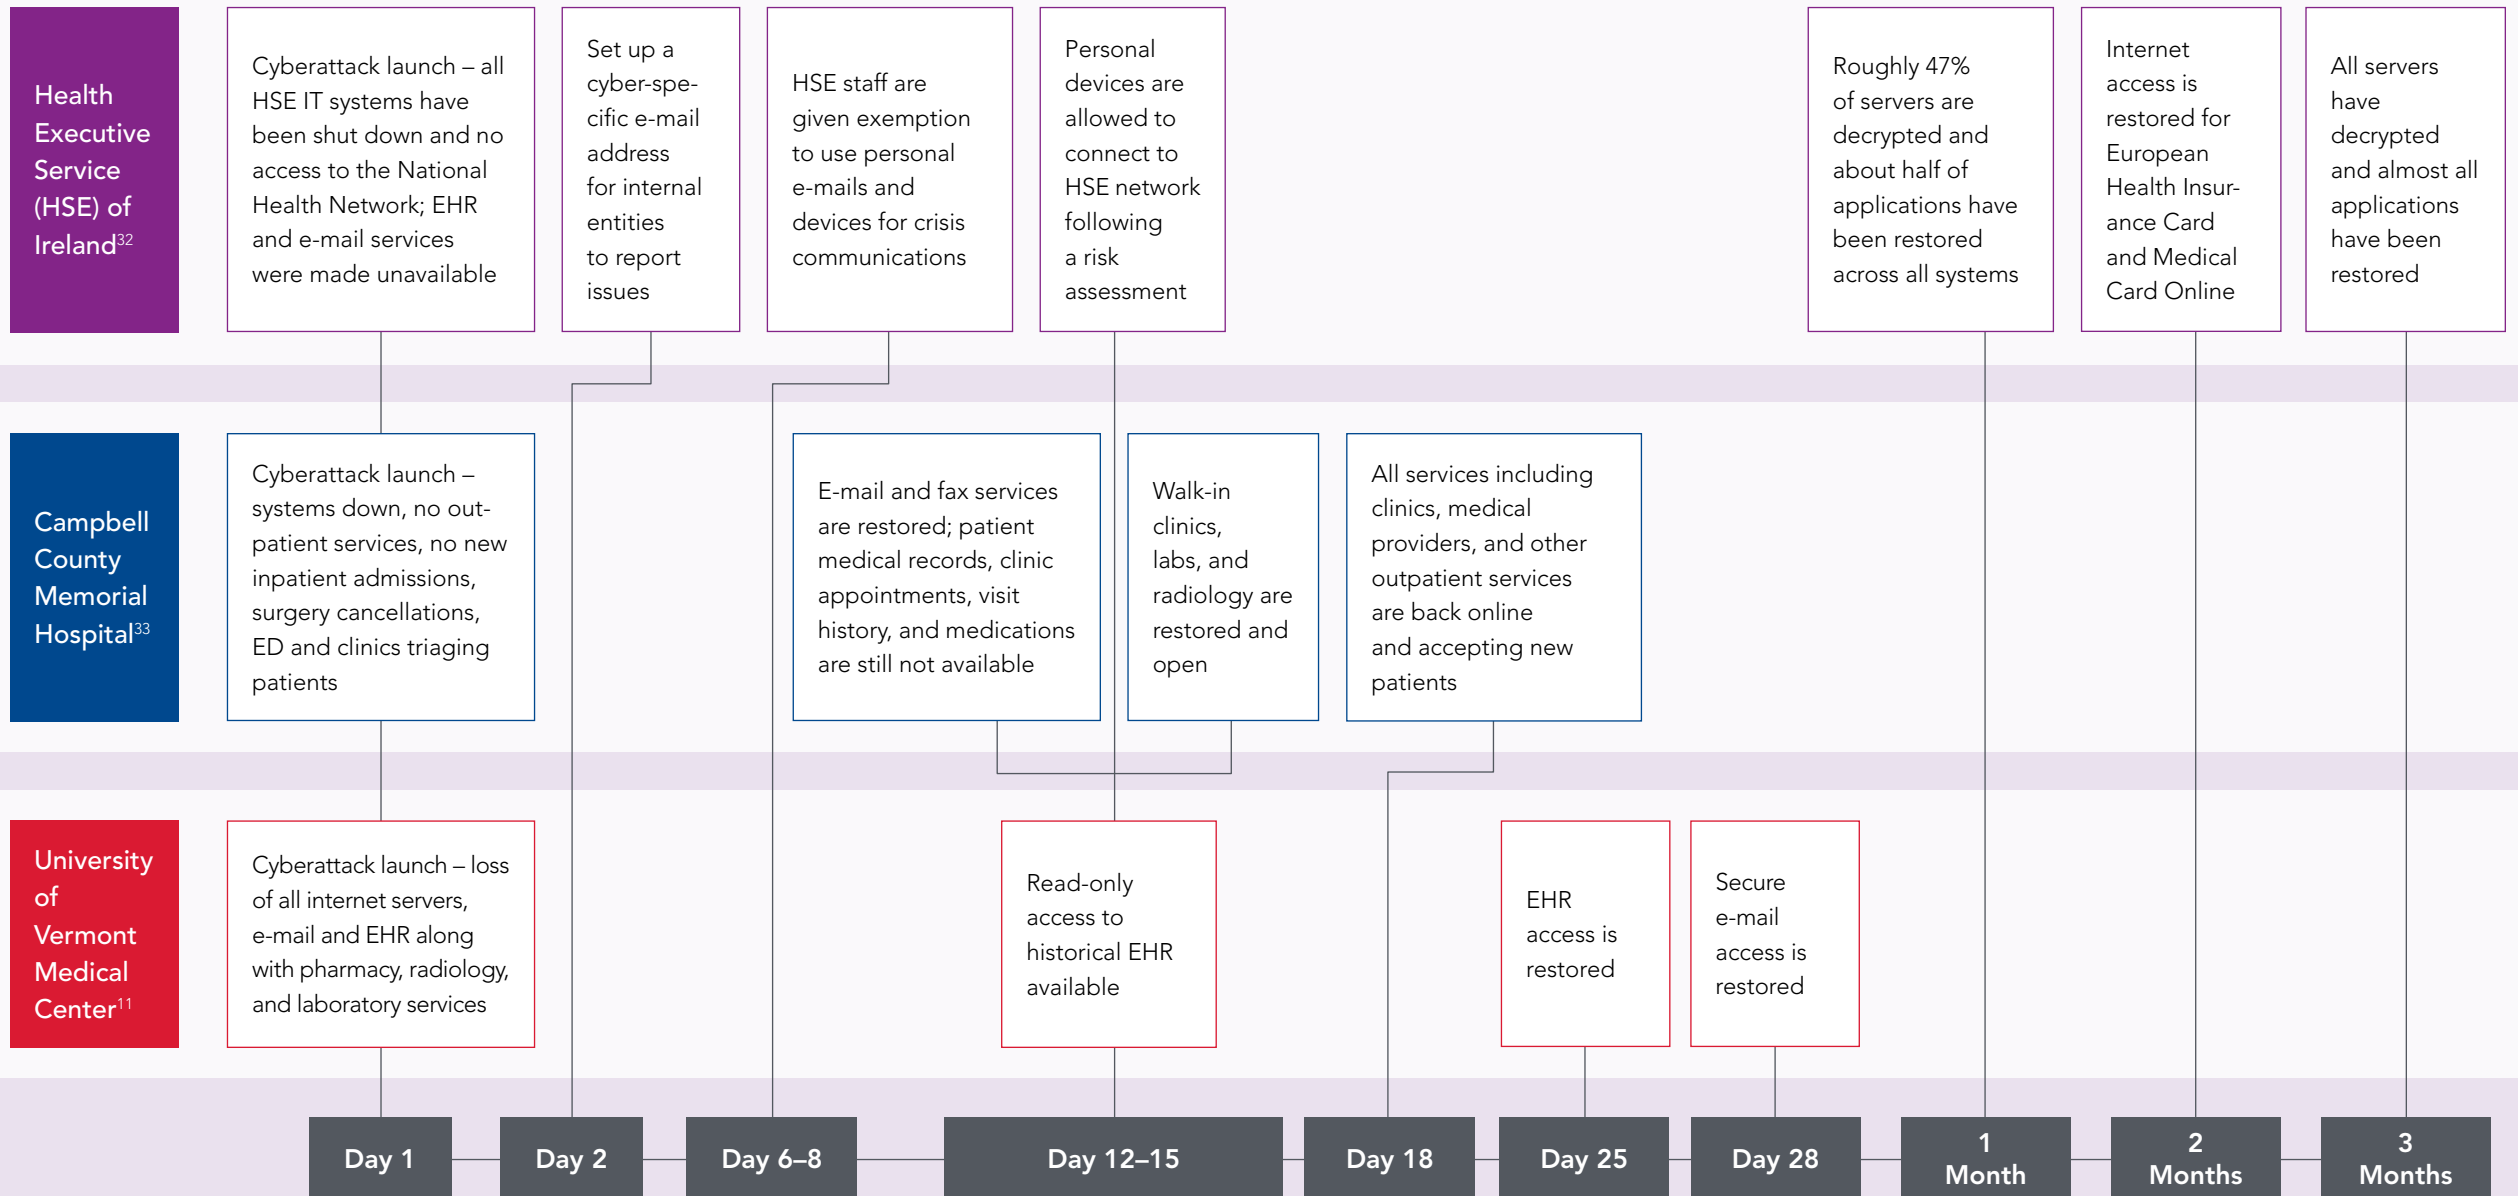 Health
Executive
Service
(HSE) of
Ireland32
Cyberattack launch – all
HSE IT systems have
been shut down and no
access to the National
Health Network; EHR
and e-mail services
were made unavailable
Set up a
cyber-spe-
cific e-mail
address
for internal
entities
to report
issues
HSE staff are
given exemption
to use personal
e-mails and
devices for crisis
communications
Personal
devices are
allowed to
connect to
HSE network
following
a risk
assessment
Roughly 47%
of servers are
decrypted and
about half of
applications have
been restored
across all systems
Internet
access is
restored for
European
Health Insur-
ance Card
and Medical
Card Online
All servers
have
decrypted
and almost all
applications
have been
restored
Campbell
County
Memorial
Hospital33
Cyberattack launch –
systems down, no out-
patient services, no new
inpatient admissions,
surgery cancellations,
ED and clinics triaging
patients
E-mail and fax services
are restored; patient
medical records, clinic
appointments, visit
history, and medications
are still not available
Walk-in
clinics,
labs, and
radiology are
restored and
open
All services including
clinics, medical
providers, and other
outpatient services
are back online
and accepting new
patients
University
of
Vermont
Medical
Center11
Cyberattack launch – loss
of all internet servers,
e-mail and EHR along
with pharmacy, radiology,
and laboratory services
Read-only
access to
historical EHR
available
EHR
access is
restored
Secure
e-mail
access is
restored
Day 1
Day 2
Day 6–8
Day 12–15
Day 18
Day 25
Day 28
1
Month
2
Months
3
Months